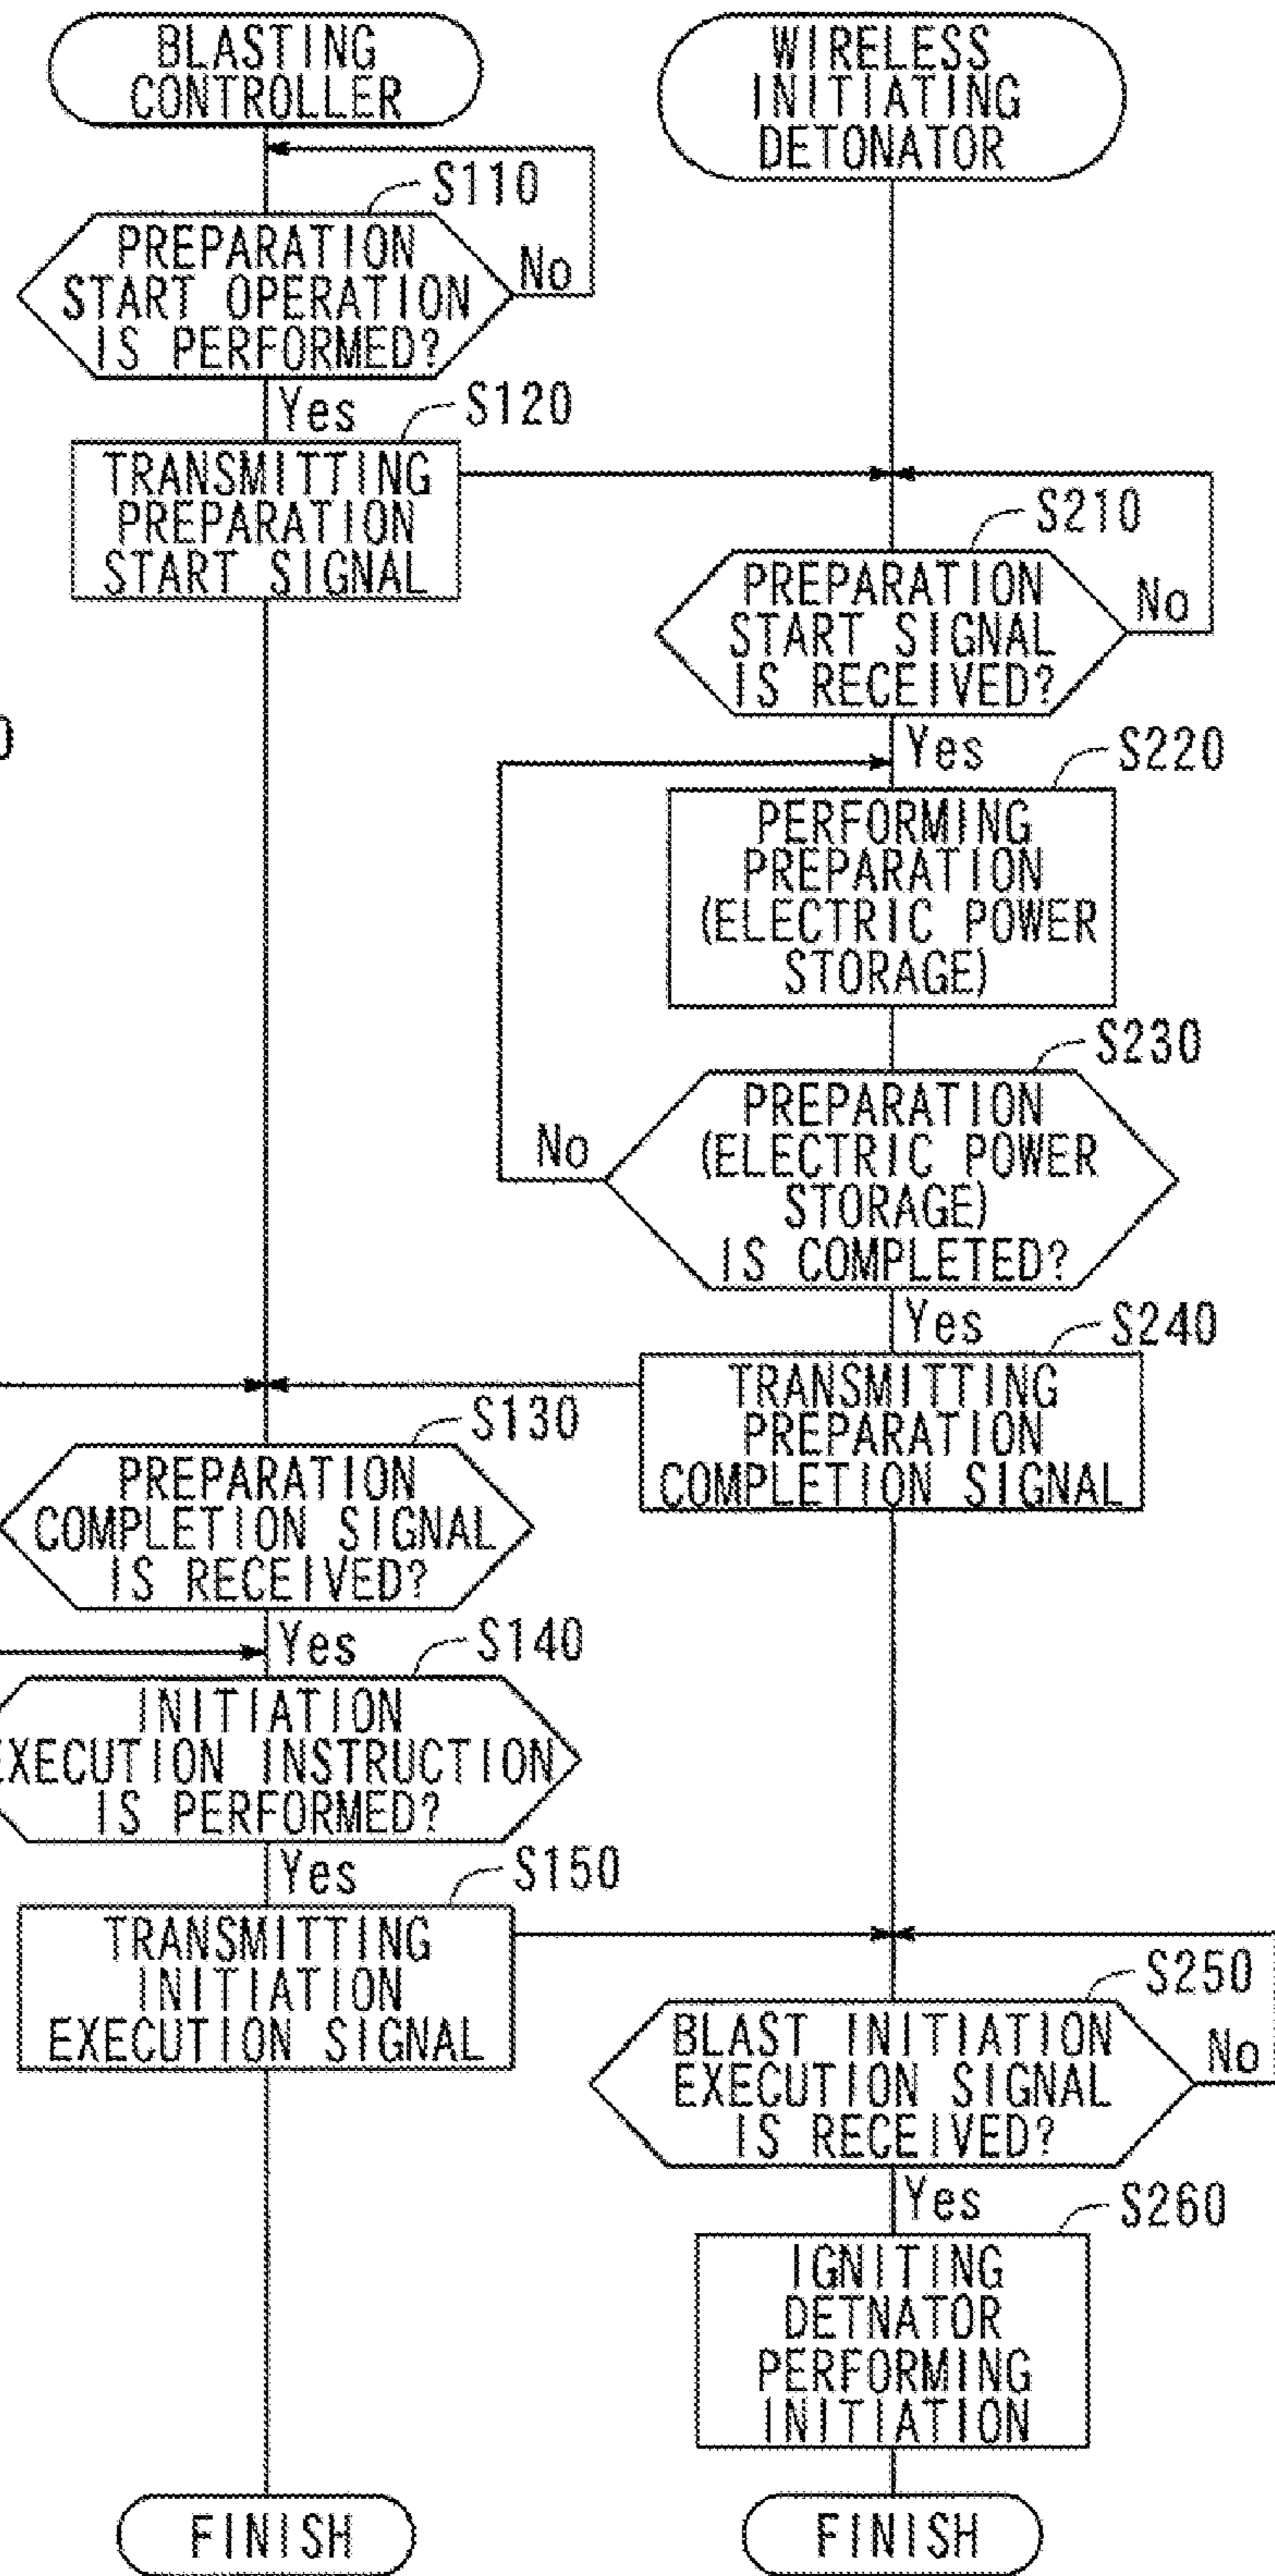 BLASTING
CONTROLLER
S110
PREPARATION
START OPERATION
IS PERFORMED?
No
Yes
S120
TRANSMITTING
PREPARATION
START SIGNAL
WIRELESS
INITIATING
DETONATOR
S210
PREPARATION
START SIGNAL
IS RECEIVED?
No
Yes
S220
PERFORMING
PREPARATION
(ELECTRIC POWER
STORAGE)
S230
PREPARATION
(ELECTRIC POWER
STORAGE)
IS COMPLETED?
No
Yes
S240
TRANSMITTING
PREPARATION
COMPLETION SIGNAL
S130
PREPARATION
COMPLETION SIGNAL
IS RECEIVED?
Yes
S140
INITIATION
EXECUTION INSTRUCTION
IS PERFORMED?
Yes
S150
TRANSMITTING
INITIATION
EXECUTION SIGNAL
S250
BLAST INITIATION
EXECUTION SIGNAL
IS RECEIVED?
No
Yes
S260
IGNITING
DETNATOR
PERFORMING
INITIATION
FINISH
FINISH